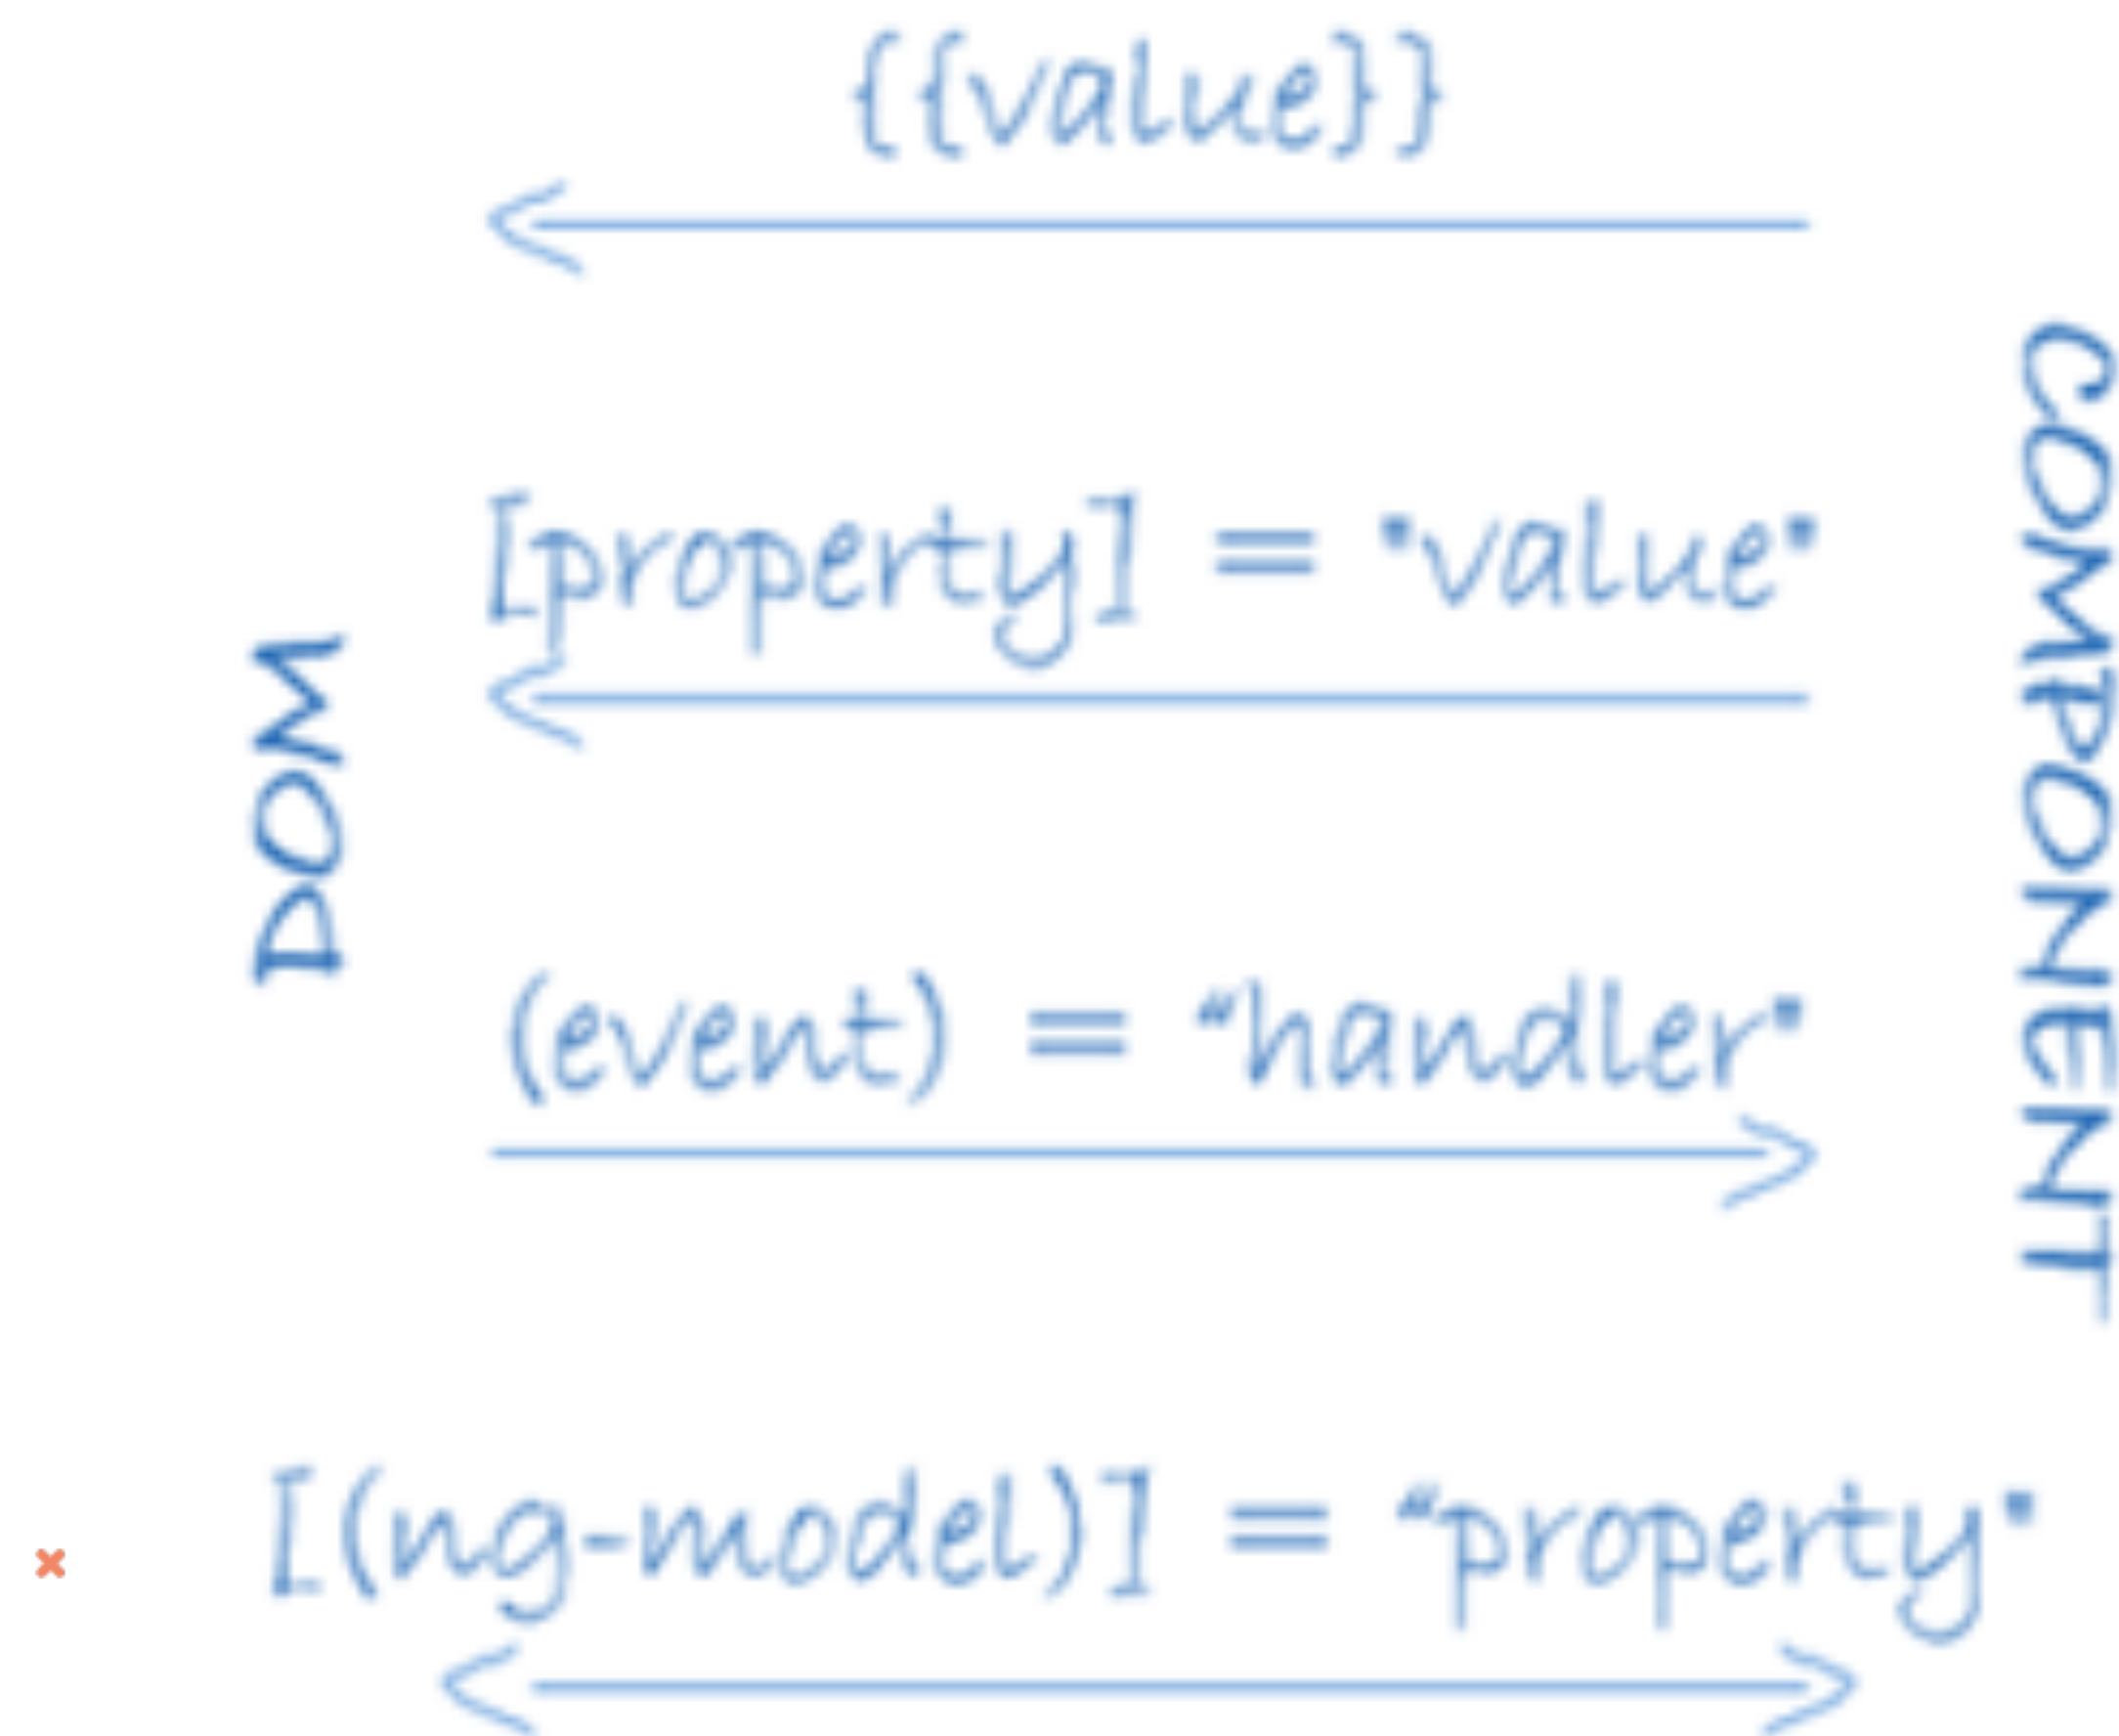 {{value}}
[property] = "value"
(event) = "handler"
[(ng-model)] = "property"
DOM
COMPONENT